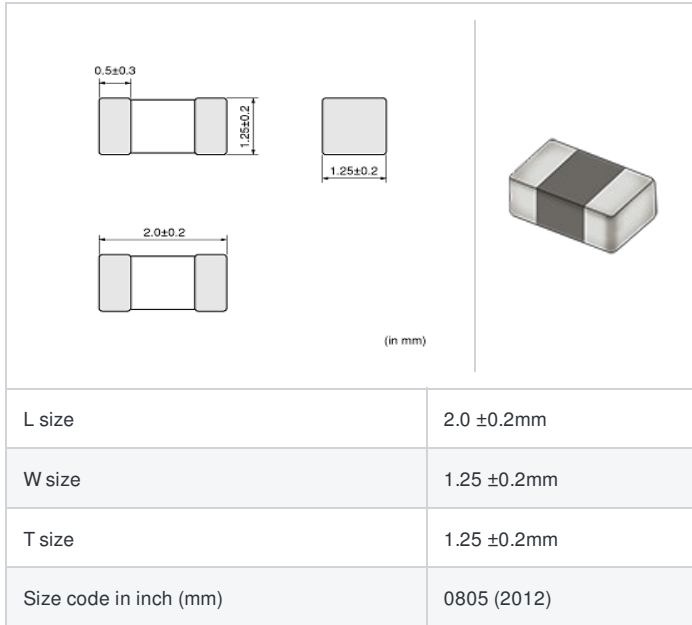 0.5±0.3
1.25±0.2
1.25±0.2
2.0±0.2
(in mm)
L size 2.0 ±0.2mm
W size 1.25 ±0.2mm
T size 1.25 ±0.2mm
Size code in inch (mm) 0805 (2012)